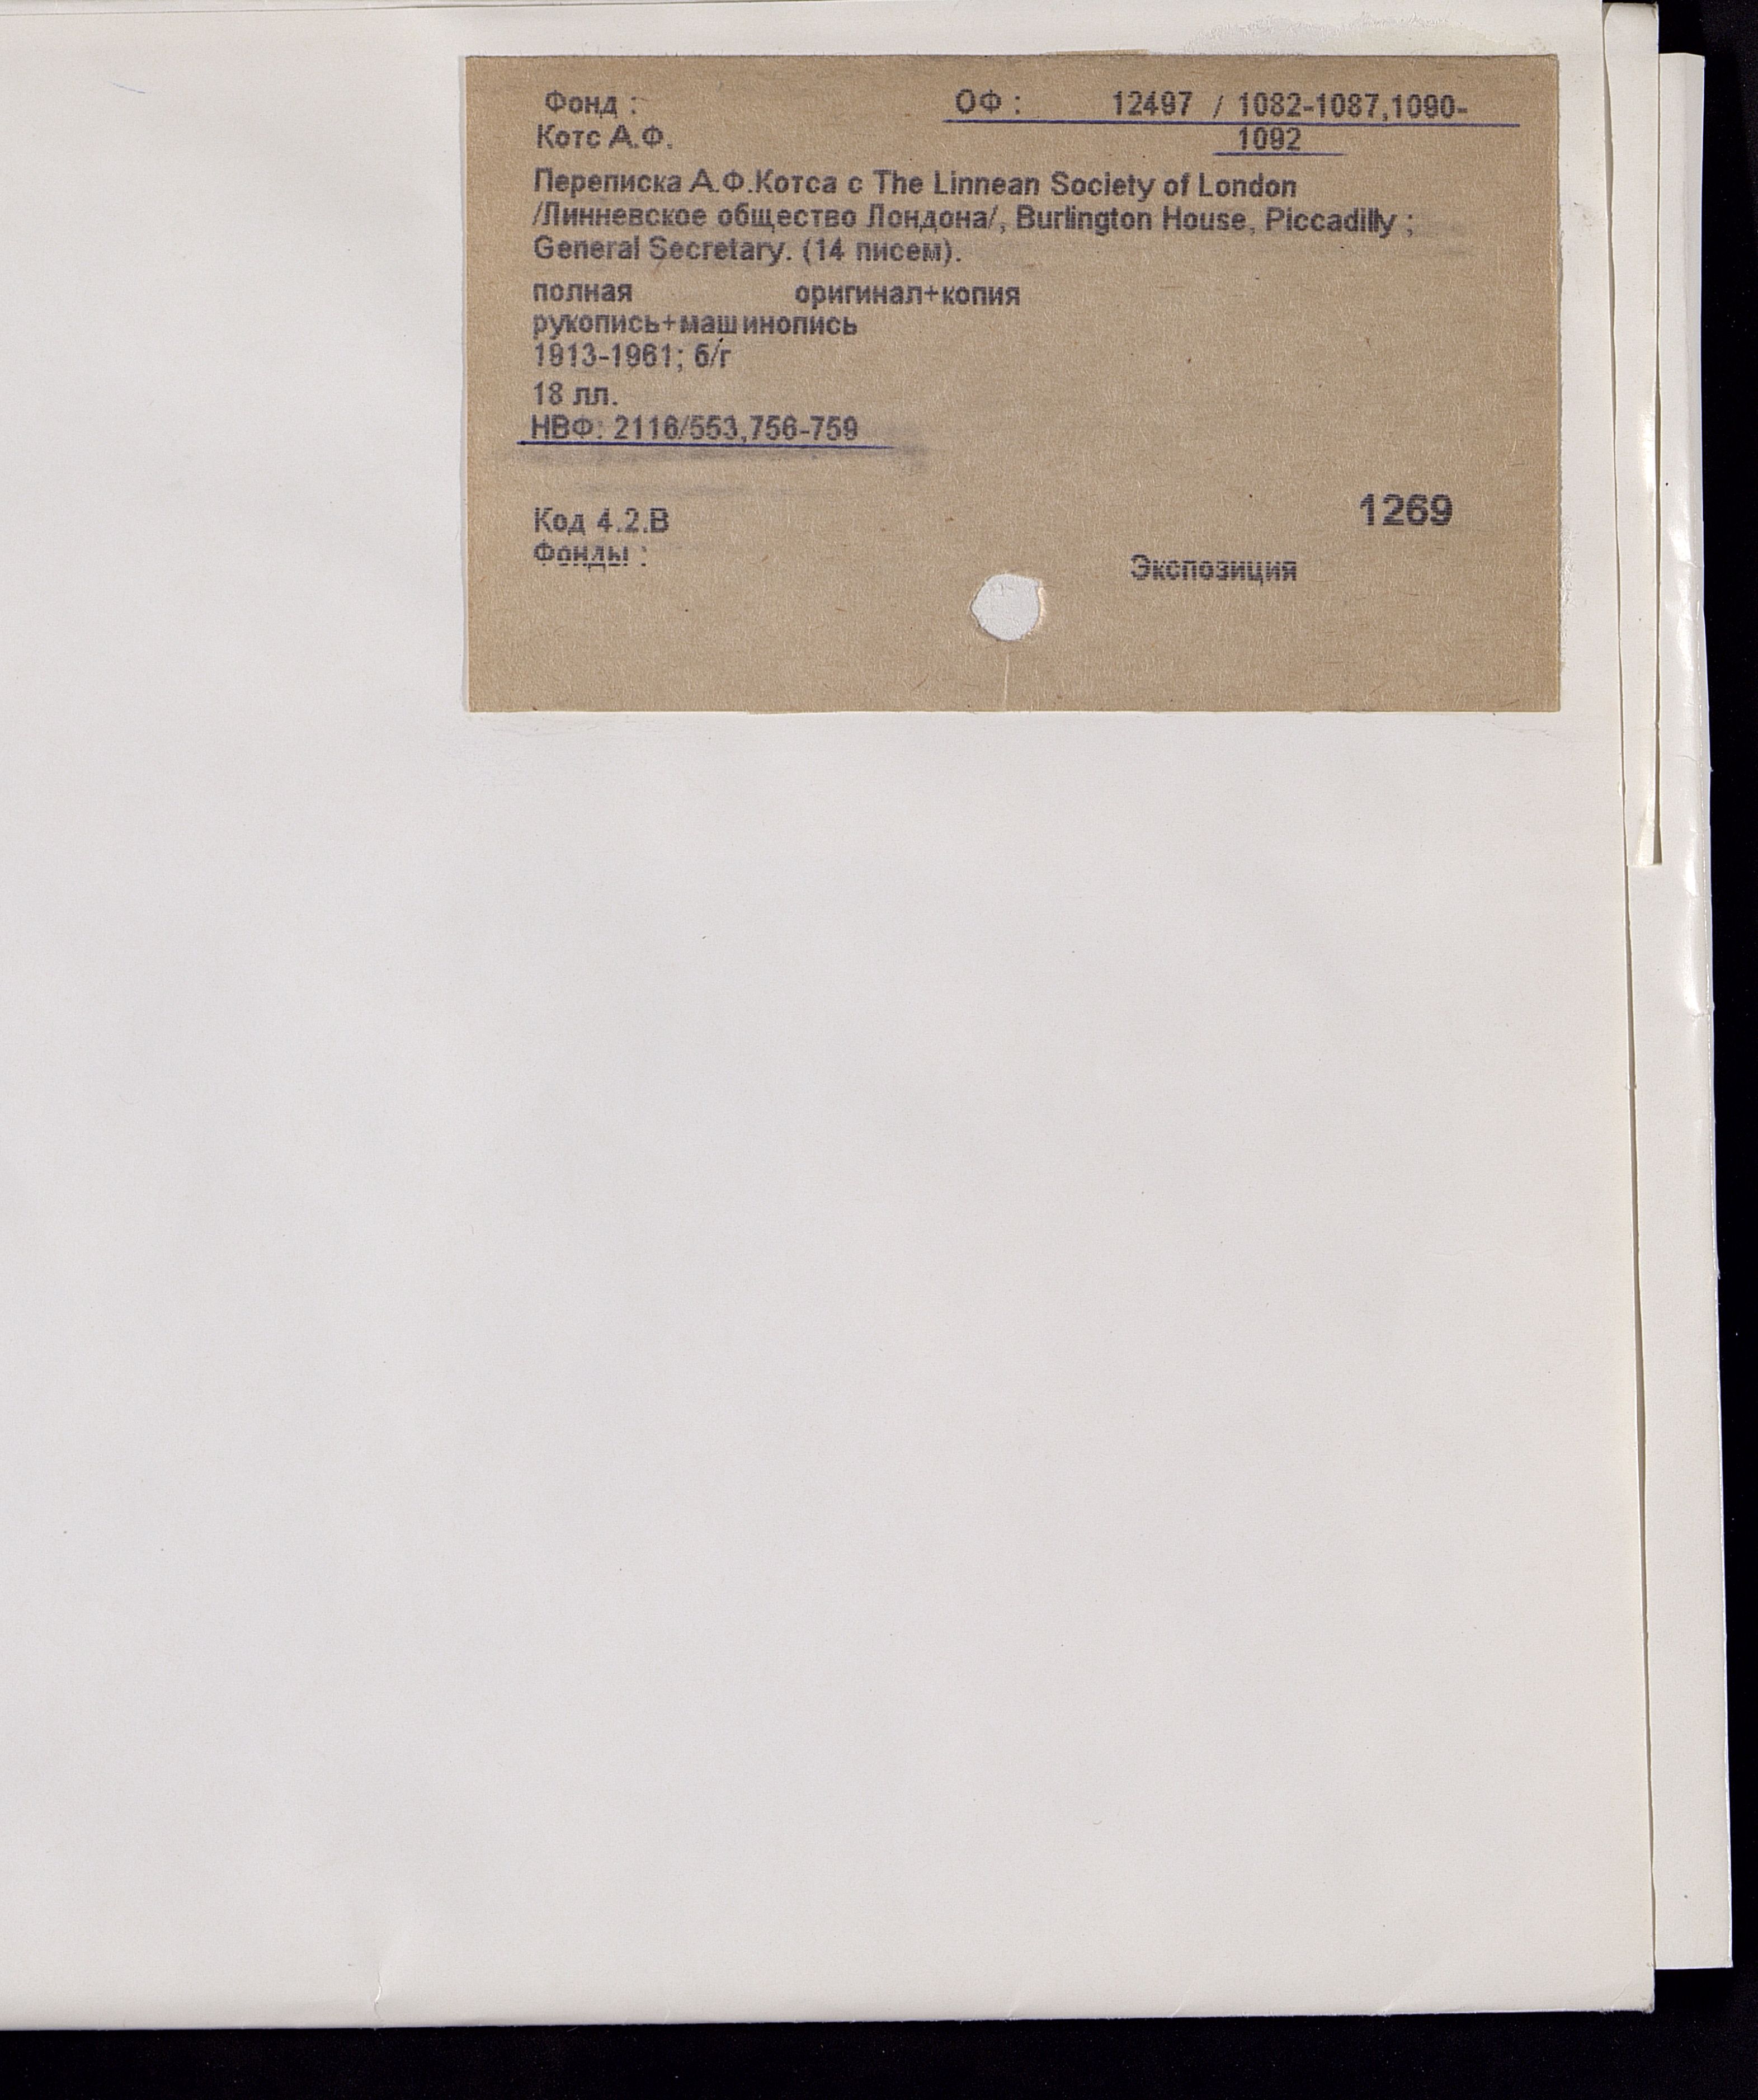 Фонд : ОФ : 12497 / 1082-1087,1090-
Котс А.Ф. 1092
Переписка А.Ф.Котса с The Linnean Society of London
/Линневское общество Лондона/, Burlington House, Piccadilly ;
General Secretary. (14 писем).
полная оригинал+копия
рукопись+машинопись
1913-1961; б/г
18 лл.
НВФ: 2116/553,756-759
1269
Код 4.2.В
Фонды :
Экспозиция